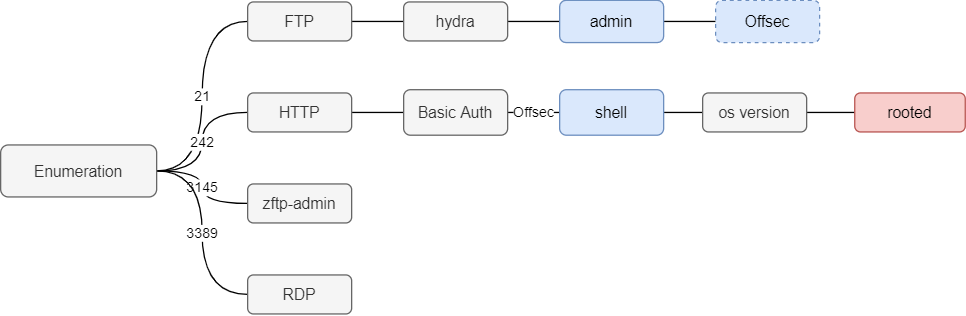 FTP
hydra
admin
Offsec
21
HTTP
Basic Auth
Offsec
shell
os version
rooted
242
Enumeration
3145
zftp-admin
3389
RDP